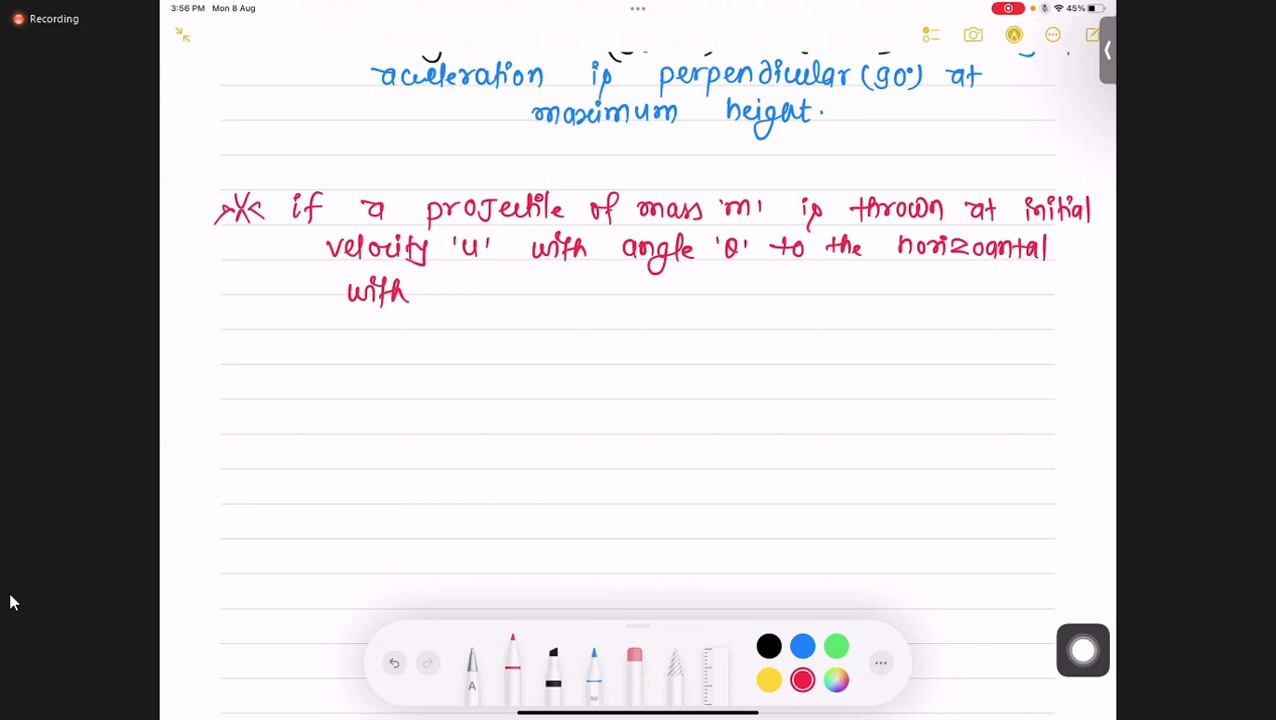 Recording
3:56 PM Mon 8 Aug
45%
acceleration is perpendicular (90°) at
maximum height.
if a projectile of mass 'm' is thrown at initial
velocity 'u' with angle 'θ' to the horizoantal
with
A
50